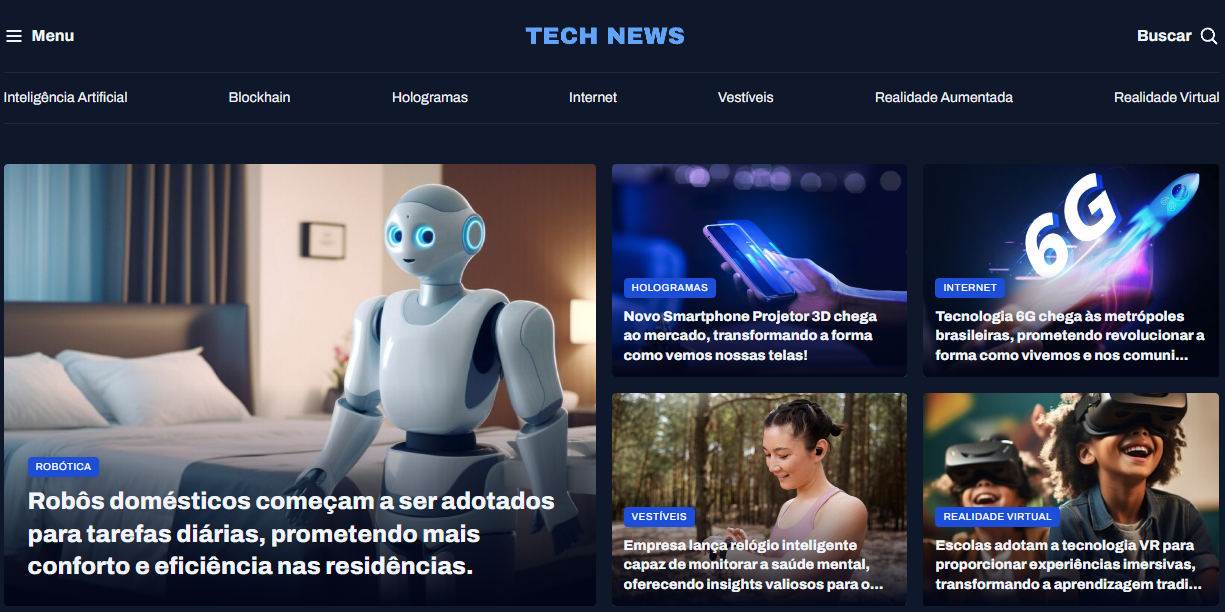 Menu
TECH NEWS
Buscar
Inteligência Artificial
Blockhain
Hologramas
Internet
Vestíveis
Realidade Aumentada
Realidade Virtual
ROBÓTICA
Robôs domésticos começam a ser adotados
para tarefas diárias, prometendo mais
conforto e eficiência nas residências.
HOLOGRAMAS
Novo Smartphone Projetor 3D chega
ao mercado, transformando a forma
como vemos nossas telas!
6G
INTERNET
Tecnologia 6G chega às metrópoles
brasileiras, prometendo revolucionar a
forma como vivemos e nos comuni...
VESTÍVEIS
Empresa lança relógio inteligente
capaz de monitorar a saúde mental,
oferecendo insights valiosos para o...
REALIDADE VIRTUAL
Escolas adotam a tecnologia VR para
proporcionar experiências imersivas,
transformando a aprendizagem tradi...